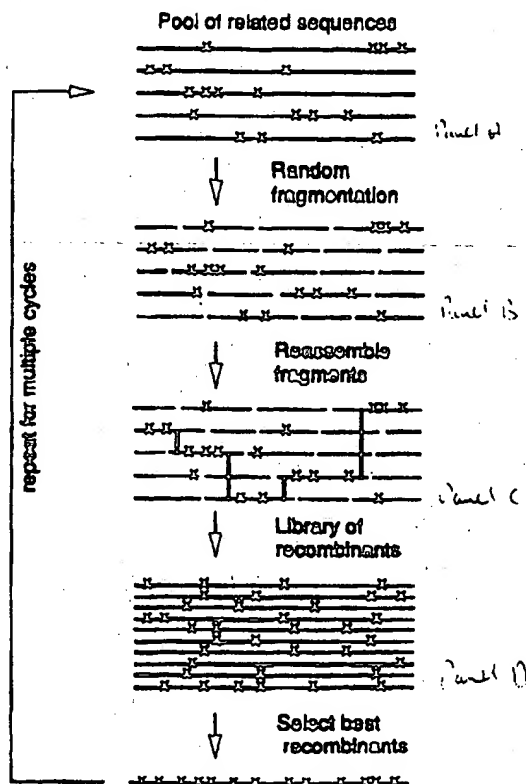 Pool of related sequences
Panel A
Random
fragmentation
Panel B
Reassemble
fragments
Panel C
Library of
recombinants
Panel D
Select best
recombinants
repeat for multiple cycles